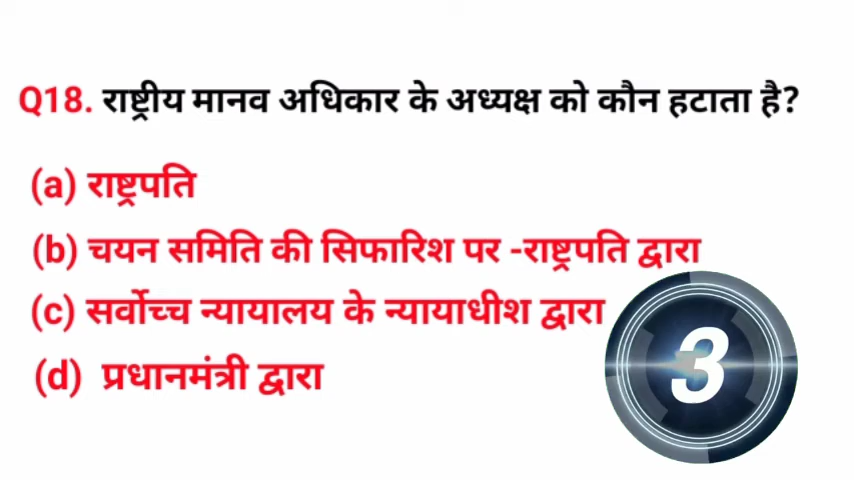 Q18. राष्ट्रीय मानव अधिकार के अध्यक्ष को कौन हटाता है?
(a) राष्ट्रपति
(b) चयन समिति की सिफारिश पर -राष्ट्रपति द्वारा
(c) सर्वोच्च न्यायालय के न्यायाधीश द्वारा
(d) प्रधानमंत्री द्वारा
3